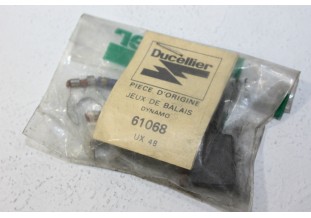 Ducellier
PIECE D'ORIGINE
JEUX DE BALAIS
DYNAMO
61068
UX 48